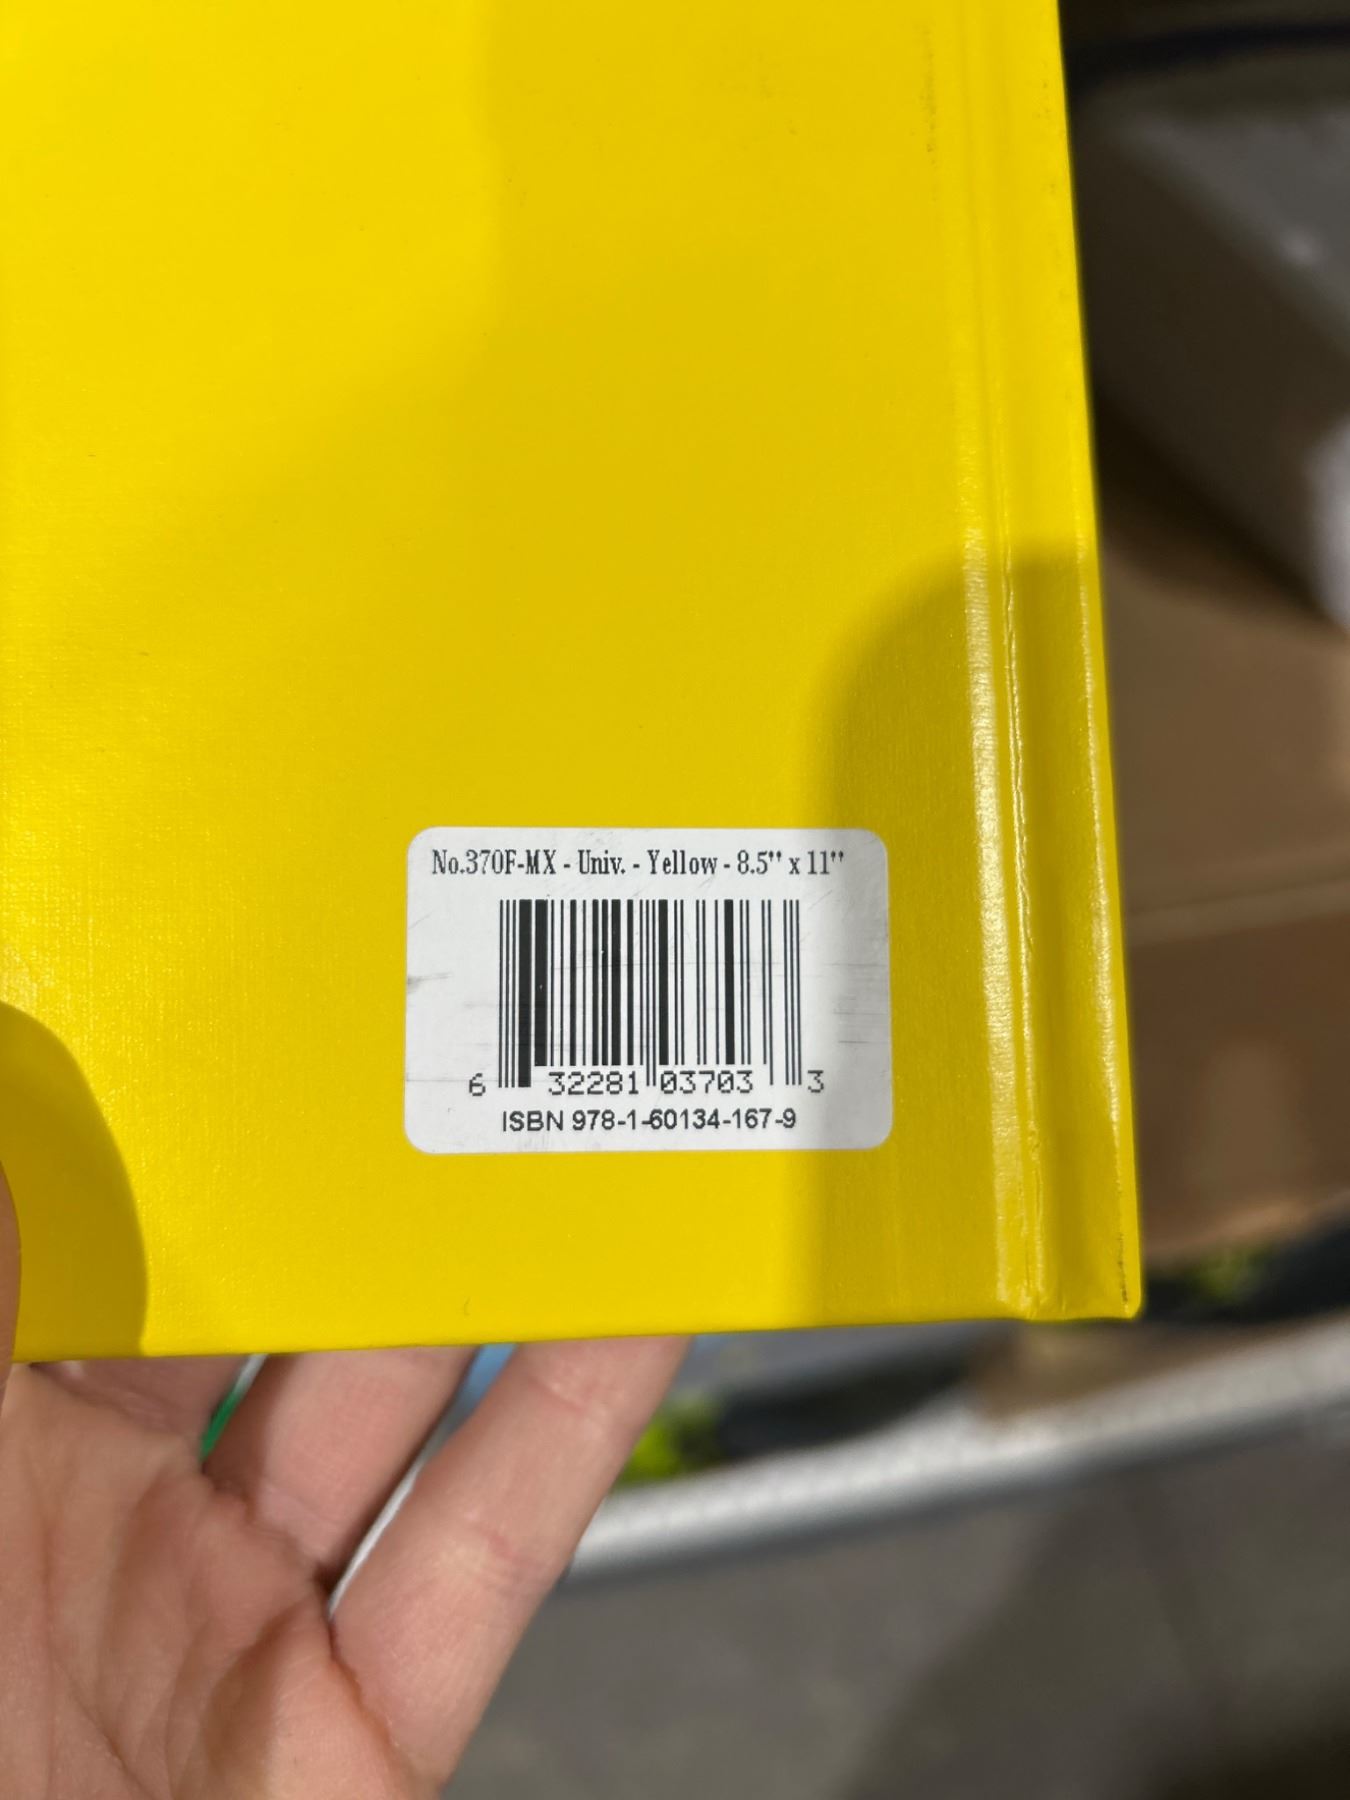 No.370F-MX - Univ. - Yellow - 8.5" x 11"
6 32281 03703 3
ISBN 978-1-60134-167-9